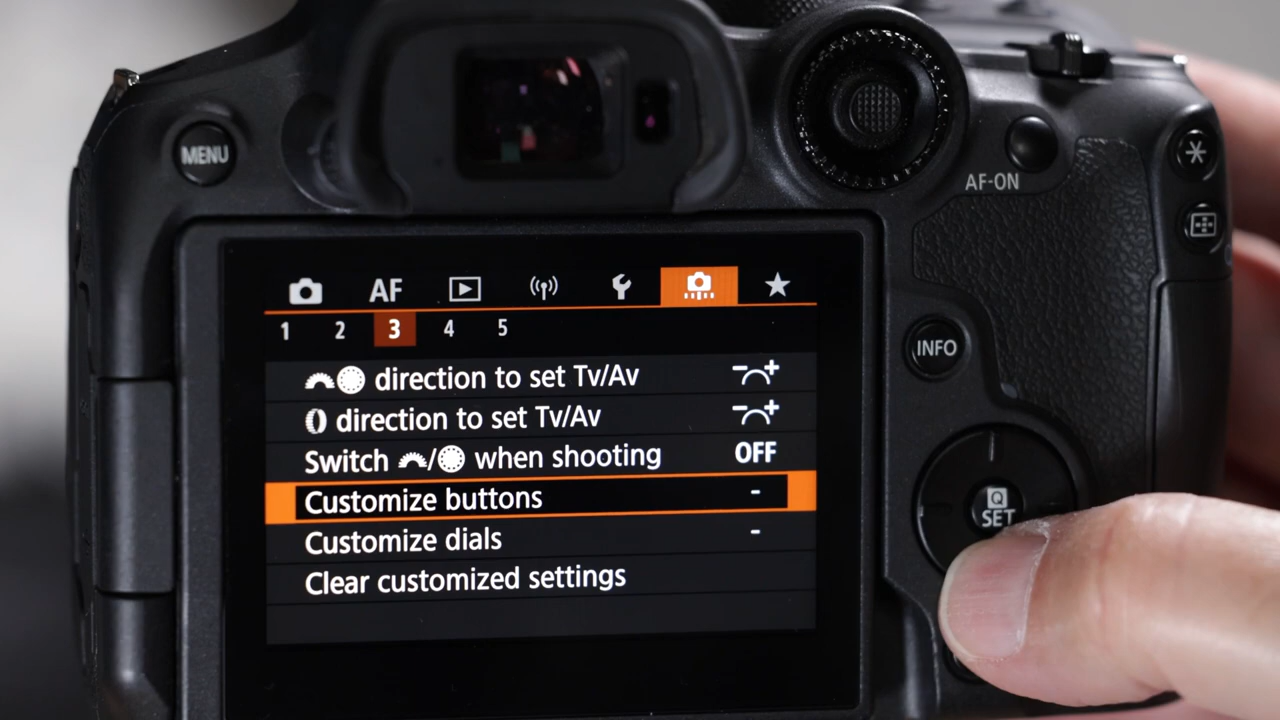 MENU
AF-ON
AF
1 2 3 4 5
INFO
direction to set Tv/Av
direction to set Tv/Av
Switch / when shooting OFF
Customize buttons -
Customize dials -
Clear customized settings
Q
SET